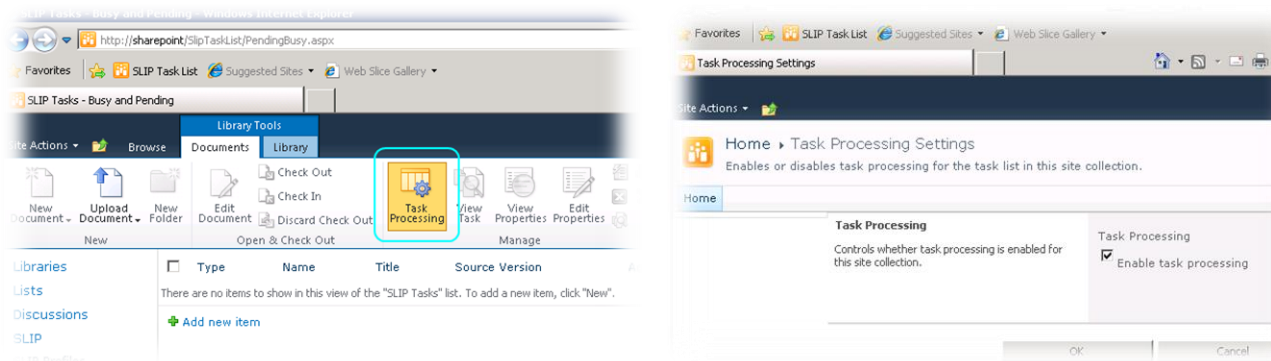 SLIP Tasks - Busy and Pending - Windows Internet Explorer
http://sharepoint/SlipTaskList/PendingBusy.aspx
Favorites SLIP Task List Suggested Sites Web Slice Gallery
SLIP Tasks - Busy and Pending
Library Tools
Site Actions Browse Documents Library
New Document
Upload Document
New Folder
New
Edit Document
Check Out
Check In
Discard Check Out
Open & Check Out
Task Processing
View Task
View Properties
Edit Properties
Manage
Libraries
Lists
Discussions
SLIP
SLIP Profiles
Type Name Title Source Version
There are no items to show in this view of the "SLIP Tasks" list. To add a new item, click "New".
Add new item
Favorites SLIP Task List Suggested Sites Web Slice Gallery
Task Processing Settings
Site Actions
Home Task Processing Settings
Enables or disables task processing for the task list in this site collection.
Home
Task Processing
Controls whether task processing is enabled for
this site collection.
Task Processing
Enable task processing
OK Cancel